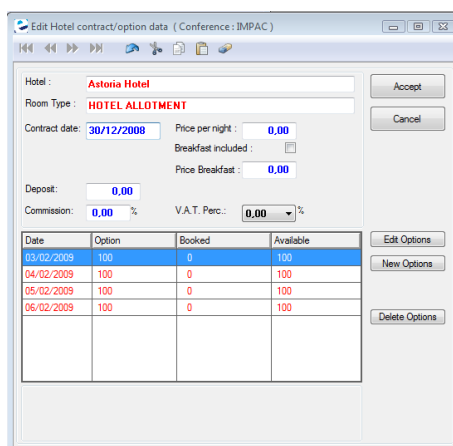 Edit Hotel contract/option data ( Conference : IMPAC )
Hotel : Astoria Hotel
Accept
Room Type : HOTEL ALLOTMENT
Cancel
Contract date: 30/12/2008 Price per night : 0,00
Breakfast included :
Price Breakfast : 0,00
Deposit: 0,00
Commission: 0,00 % V.A.T. Perc.: 0,00 %
Date Option Booked Available
Edit Options
03/02/2009 100 0 100
New Options
04/02/2009 100 0 100
05/02/2009 100 0 100
06/02/2009 100 0 100
Delete Options